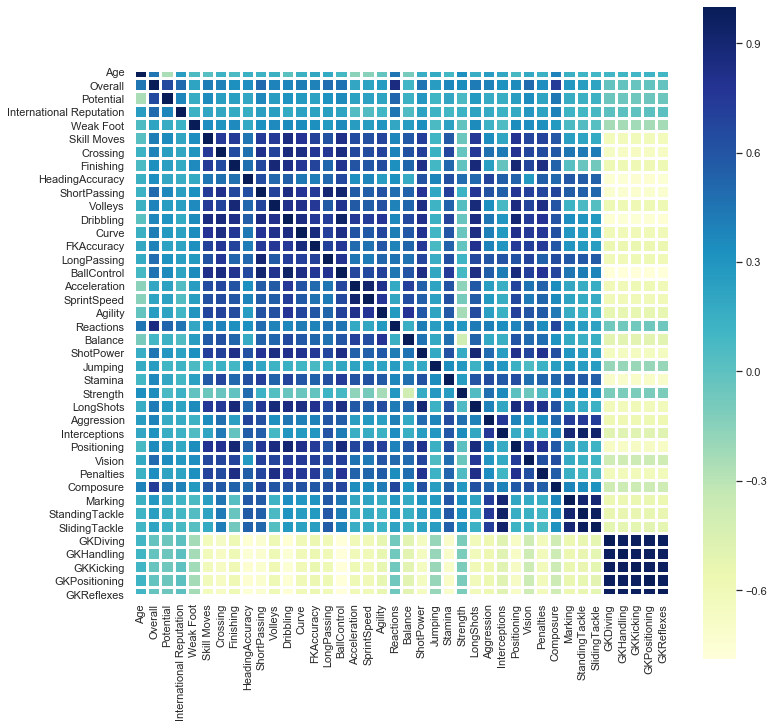 Age
Overall
Potential
International Reputation
Weak Foot
Skill Moves
Crossing
Finishing
HeadingAccuracy
ShortPassing
Volleys
Dribbling
Curve
FKAccuracy
LongPassing
BallControl
Acceleration
SprintSpeed
Agility
Reactions
Balance
ShotPower
Jumping
Stamina
Strength
LongShots
Aggression
Interceptions
Positioning
Vision
Penalties
Composure
Marking
StandingTackle
SlidingTackle
GKDiving
GKHandling
GKKicking
GKPositioning
GKReflexes
Age
Overall
Potential
International Reputation
Weak Foot
Skill Moves
Crossing
Finishing
HeadingAccuracy
ShortPassing
Volleys
Dribbling
Curve
FKAccuracy
LongPassing
BallControl
Acceleration
SprintSpeed
Agility
Reactions
Balance
ShotPower
Jumping
Stamina
Strength
LongShots
Aggression
Interceptions
Positioning
Vision
Penalties
Composure
Marking
StandingTackle
SlidingTackle
GKDiving
GKHandling
GKKicking
GKPositioning
GKReflexes
0.9
0.6
0.3
0.0
−0.3
−0.6